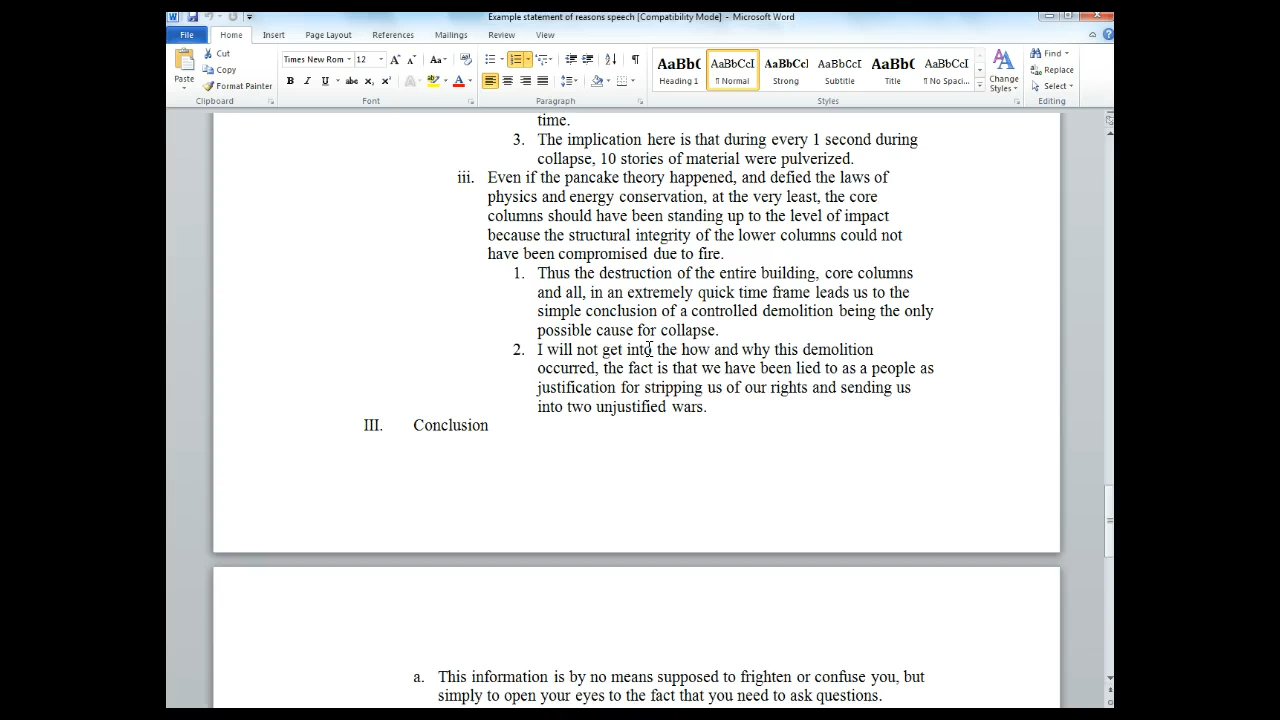 Example statement of reasons speech [Compatibility Mode] - Microsoft Word
File Home Insert Page Layout References Mailings Review View
Cut
Copy
Format Painter
Paste
Clipboard
Times New Rom 12
Font
Paragraph
AaBbC AaBbCcI AaBbCc AaBbCcI AaBbC AaBbCcI
Heading 1 ¶ Normal Strong Subtitle Title ¶ No Spaci...
Change Styles
Styles
Find
Replace
Select
Editing
time.
3. The implication here is that during every 1 second during
collapse, 10 stories of material were pulverized.
iii. Even if the pancake theory happened, and defied the laws of
physics and energy conservation, at the very least, the core
columns should have been standing up to the level of impact
because the structural integrity of the lower columns could not
have been compromised due to fire.
1. Thus the destruction of the entire building, core columns
and all, in an extremely quick time frame leads us to the
simple conclusion of a controlled demolition being the only
possible cause for collapse.
2. I will not get into the how and why this demolition
occurred, the fact is that we have been lied to as a people as
justification for stripping us of our rights and sending us
into two unjustified wars.
III. Conclusion
a. This information is by no means supposed to frighten or confuse you, but
simply to open your eyes to the fact that you need to ask questions.